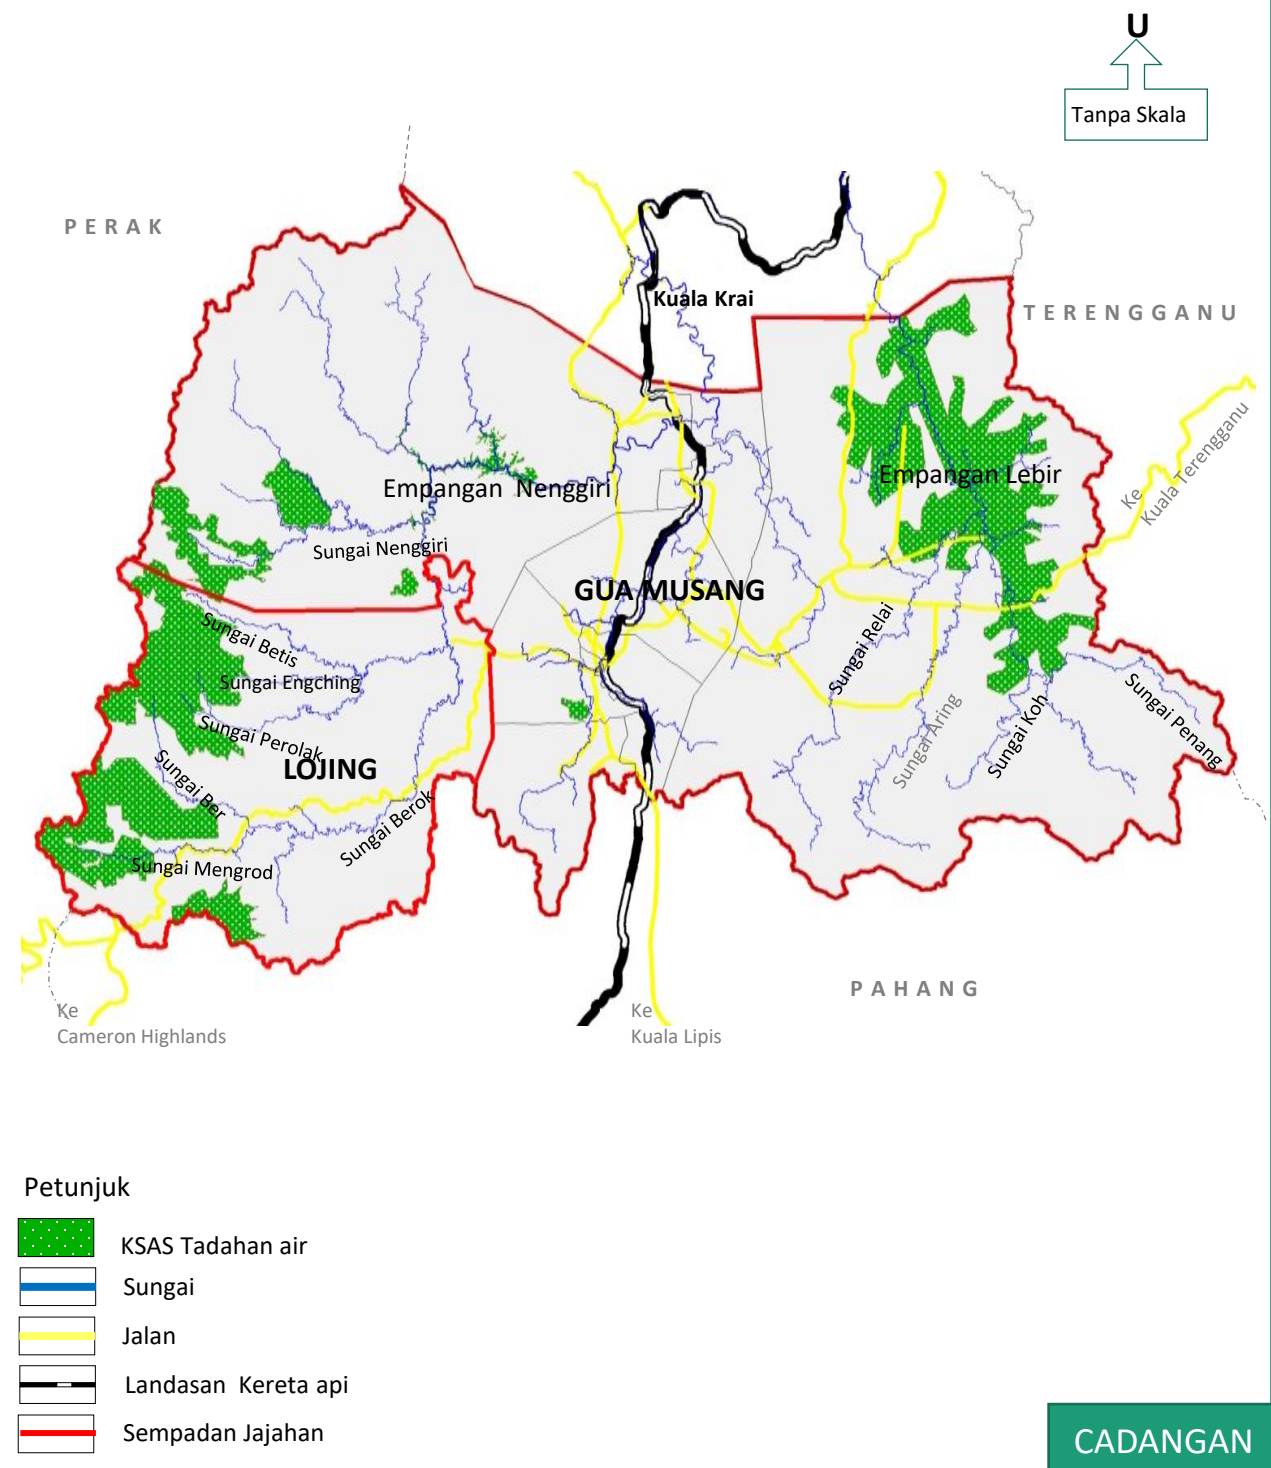 U
Tanpa Skala
PERAK
Kuala Krai
TERENGGANU
Empangan Lebir
Empangan Nenggiri
Ke
Kuala Terengganu
Sungai Nenggiri
GUA MUSANG
Sungai Betis
Sungai Relai
Sungai Engching
Sungai Aring
Sungai Koh
Sungai Penang
Sungai Perolak
LOJING
Sungai Ber
Sungai Berok
Sungai Mengrod
PAHANG
Ke
Cameron Highlands
Ke
Kuala Lipis
Petunjuk
KSAS Tadahan air
Sungai
Jalan
Landasan Kereta api
Sempadan Jajahan
CADANGAN